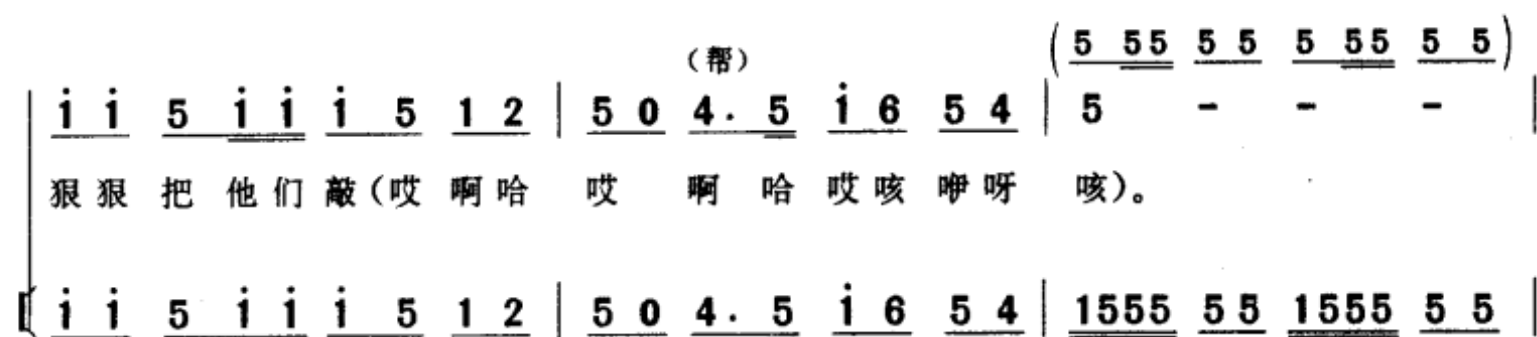 (5 55 5 5 5 55 5 5)
(帮)
i̇ i̇ 5 i̇ i̇ i̇ 5 1 2 | 5 0 4. 5 i̇ 6 5 4 | 5 - - - |
狠狠把他们敲(哎啊哈哎啊哈哎咳咿呀咳)。
i̇ i̇ 5 i̇ i̇ i̇ 5 1 2 | 5 0 4. 5 i̇ 6 5 4 | 1555 5 5 1555 5 5 |